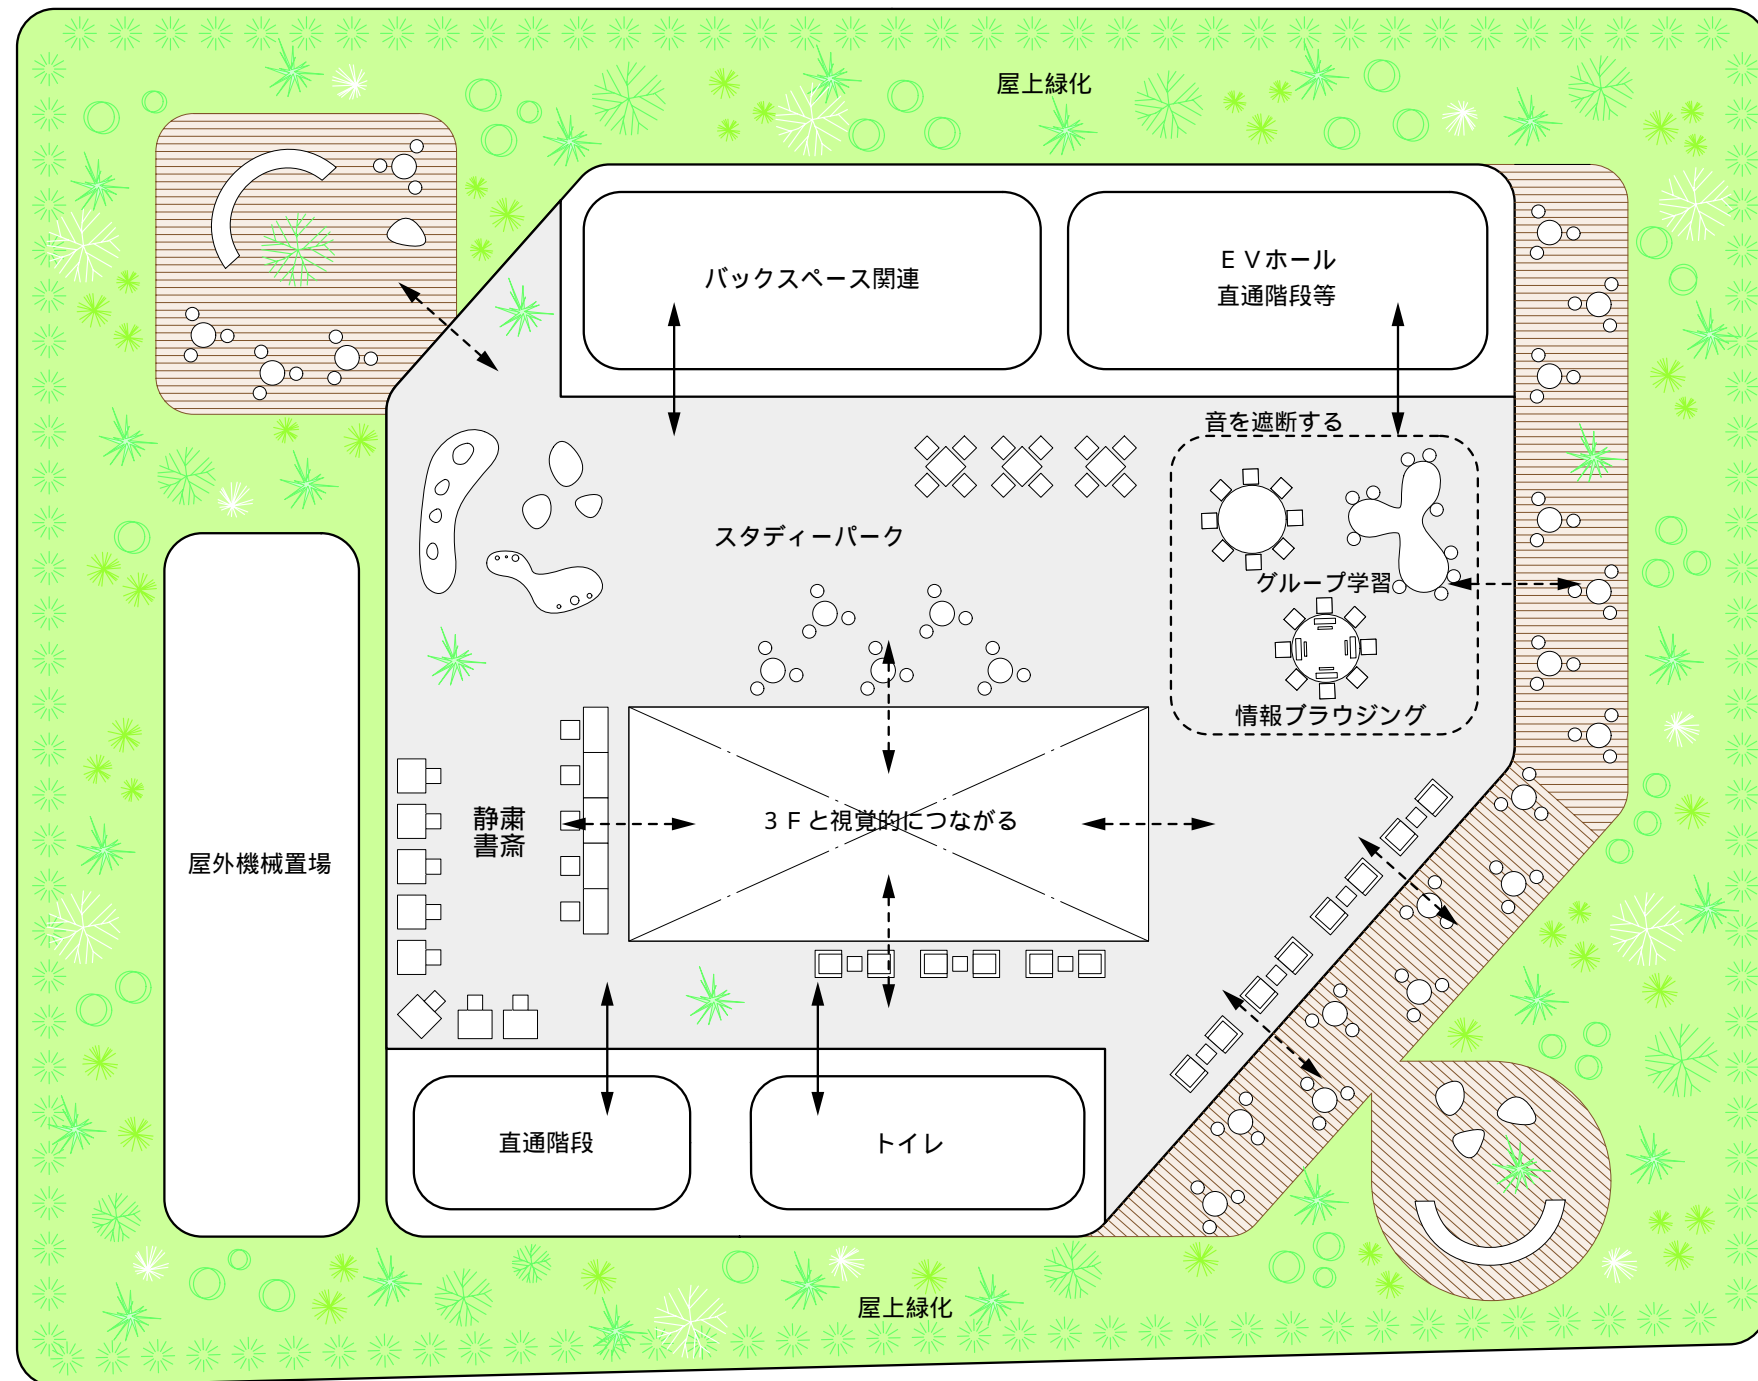 屋上緑化
バックスペース関連
ＥＶホール
直通階段等
音を遮断する
スタディーパーク
グループ学習
情報ブラウジング
３Ｆと視覚的につながる
静粛
書斎
屋外機械置場
直通階段
トイレ
屋上緑化